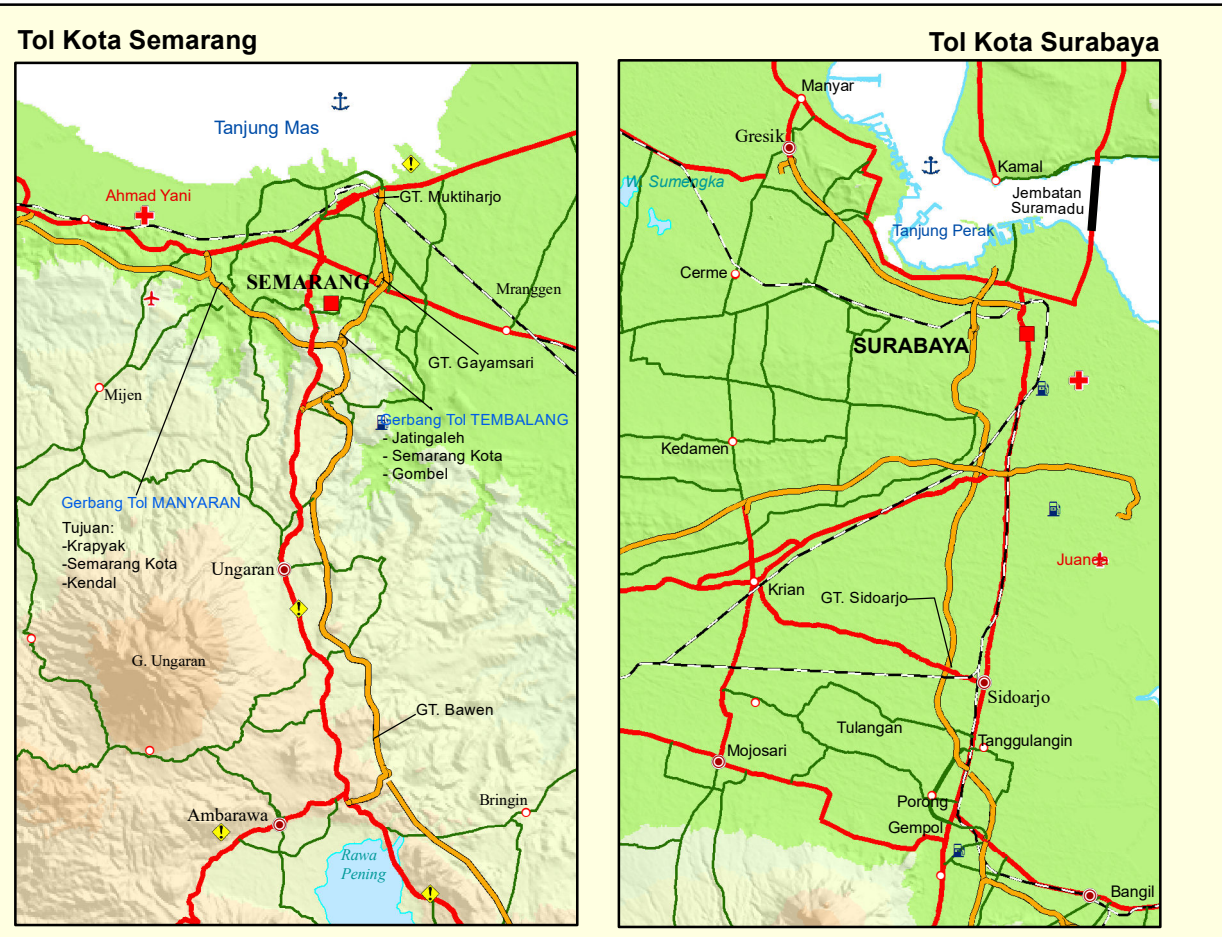 Tol Kota Semarang
Tanjung Mas
Ahmad Yani
GT. Muktiharjo
SEMARANG
Mranggen
GT. Gayamsari
Mijen
Gerbang Tol TEMBALANG
- Jatingaleh
- Semarang Kota
- Gombel
Gerbang Tol MANYARAN
Tujuan:
-Krapyak
-Semarang Kota
-Kendal
Ungaran
G. Ungaran
GT. Bawen
Bringin
Ambarawa
Rawa
Pening
Tol Kota Surabaya
Manyar
Gresik
Kamal
W. Sumengka
Jembatan
Suramadu
Tanjung Perak
Cerme
SURABAYA
Kedamen
Juanda
Krian
GT. Sidoarjo
Sidoarjo
Tulangan
Tanggulangin
Mojosari
Porong
Gempol
Bangil